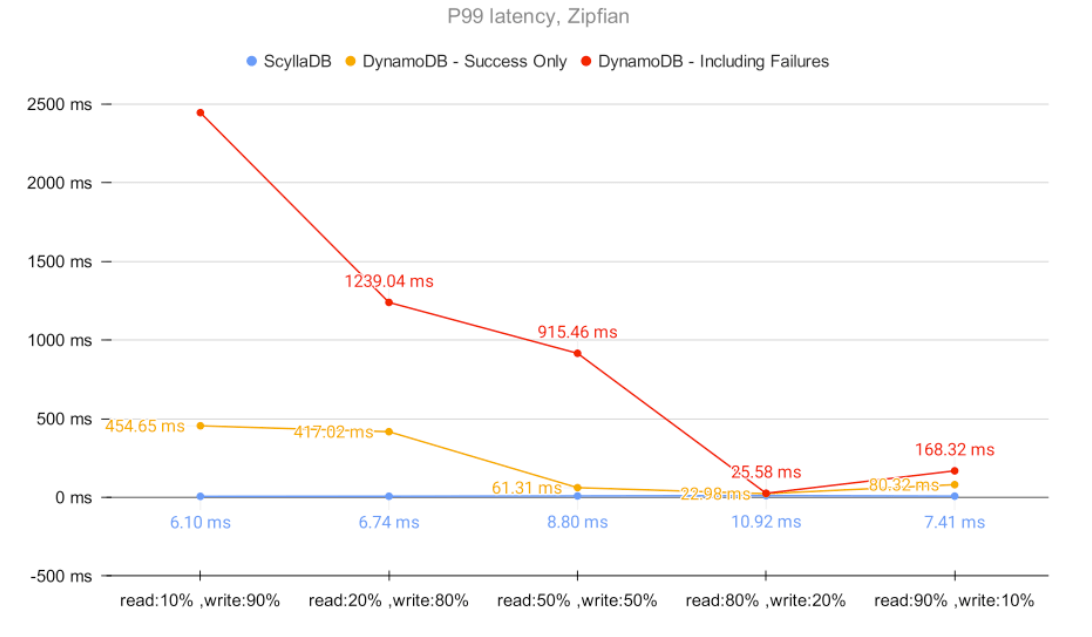 P99 latency, Zipfian
ScyllaDB DynamoDB - Success Only DynamoDB - Including Failures
2500 ms
2000 ms
1500 ms
1239.04 ms
915.46 ms
1000 ms
500 ms
454.65 ms
417.02 ms
168.32 ms
25.58 ms
61.31 ms
22.98 ms
80.32 ms
0 ms
6.10 ms
6.74 ms
8.80 ms
10.92 ms
7.41 ms
-500 ms
read:10% ,write:90%
read:20% ,write:80%
read:50% ,write:50%
read:80% ,write:20%
read:90% ,write:10%